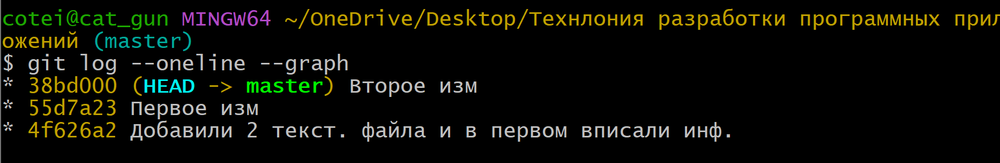 cotei@cat_gun MINGW64 ~/OneDrive/Desktop/Технлония разработки программных прил
ожений (master)
$ git log --oneline --graph
* 38bd000 (HEAD -> master) Второе изм
* 55d7a23 Первое изм
* 4f626a2 Добавили 2 текст. файла и в первом вписали инф.